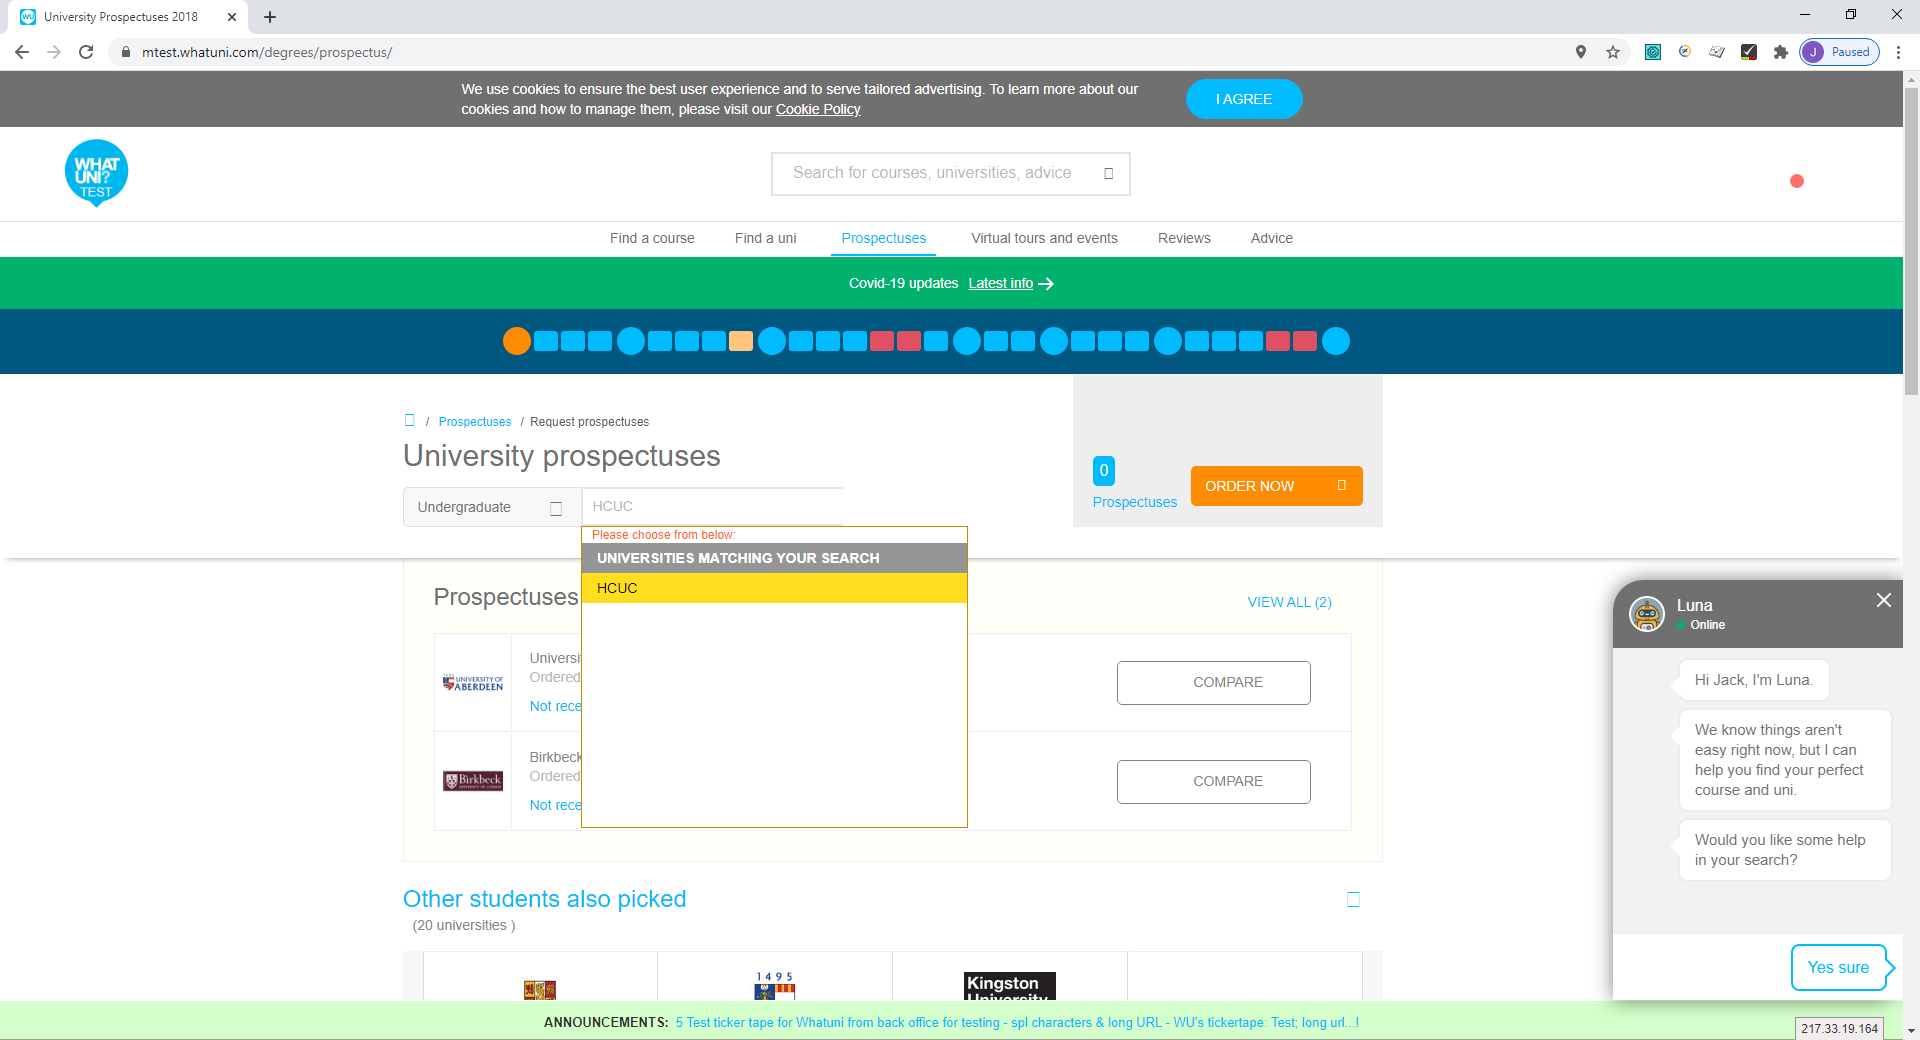 University Prospectuses 2018
mtest.whatuni.com/degrees/prospectus/
J Paused
We use cookies to ensure the best user experience and to serve tailored advertising. To learn more about our
cookies and how to manage them, please visit our Cookie Policy
I AGREE
WHAT
UNI?
TEST
Search for courses, universities, advice
Find a course
Find a uni
Prospectuses
Virtual tours and events
Reviews
Advice
Covid-19 updates Latest info
/ Prospectuses / Request prospectuses
University prospectuses
0
Prospectuses
ORDER NOW
Undergraduate
HCUC
Please choose from below:
UNIVERSITIES MATCHING YOUR SEARCH
HCUC
Prospectuses
VIEW ALL (2)
UNIVERSITY OF
ABERDEEN
Universi
Ordered
Not rece
COMPARE
Birkbeck
Birkbeck
Ordered
Not rece
COMPARE
Luna
Online
Hi Jack, I'm Luna.
We know things aren't
easy right now, but I can
help you find your perfect
course and uni.
Would you like some help
in your search?
Yes sure
Other students also picked
(20 universities )
1495
Kingston
University
ANNOUNCEMENTS: 5 Test ticker tape for Whatuni from back office for testing - spl characters & long URL - WU's tickertape: Test; long url...!
217.33.19.164